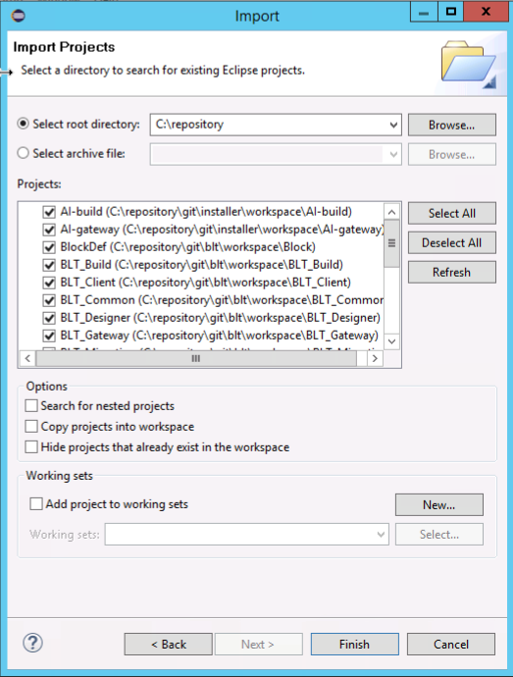 Import
Import Projects
Select a directory to search for existing Eclipse projects.
Select root directory: C:\repository Browse...
Select archive file: Browse...
Projects:
AI-build (C:\repository\git\installer\workspace\AI-build) Select All
AI-gateway (C:\repository\git\installer\workspace\AI-gateway)
BlockDef (C:\repository\git\blt\workspace\Block) Deselect All
BLT_Build (C:\repository\git\blt\workspace\BLT_Build)
BLT_Client (C:\repository\git\blt\workspace\BLT_Client) Refresh
BLT_Common (C:\repository\git\blt\workspace\BLT_Common
BLT_Designer (C:\repository\git\blt\workspace\BLT_Designer)
BLT_Gateway (C:\repository\git\blt\workspace\BLT_Gateway)
Options
Search for nested projects
Copy projects into workspace
Hide projects that already exist in the workspace
Working sets
Add project to working sets New...
Working sets: Select...
? < Back Next > Finish Cancel